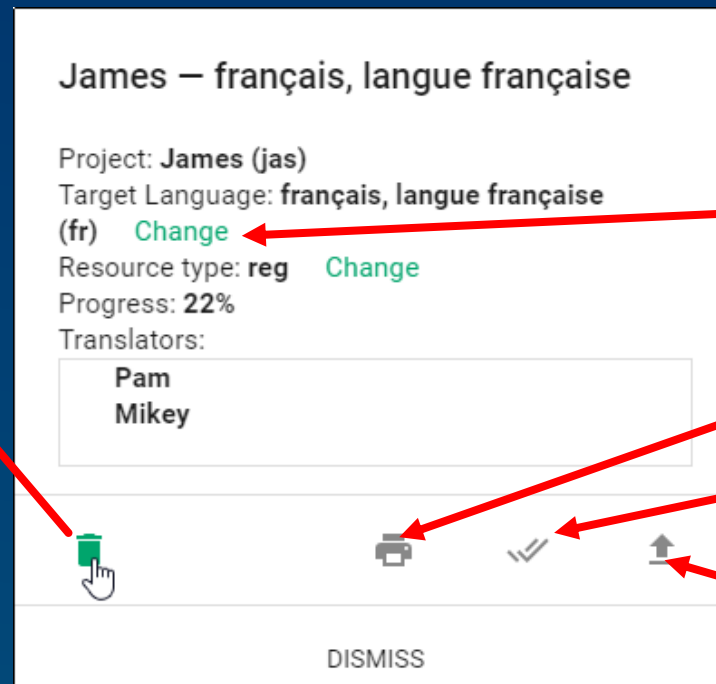 James — français, langue française
Project: James (jas)
Target Language: français, langue française
(fr) Change
Resource type: reg Change
Progress: 22%
Translators:
Pam
Mikey
DISMISS